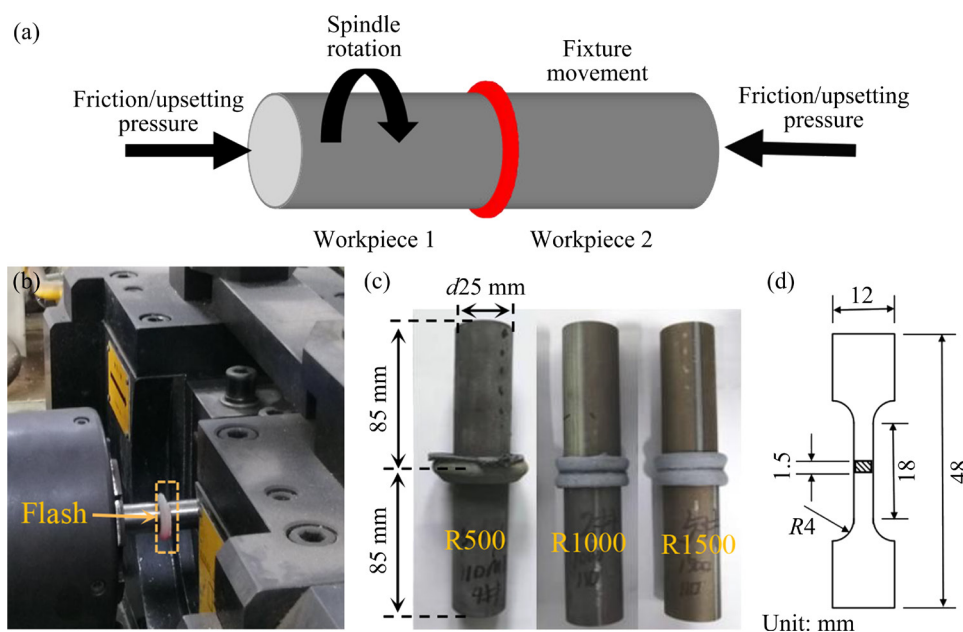 (a)
Spindle
rotation
Fixture
movement
Friction/upsetting
pressure
Friction/upsetting
pressure
Workpiece 1
Workpiece 2
(b)
Flash
(c)
d25 mm
85 mm
85 mm
R500
R1000
R1500
(d)
12
1.5
18
48
R4
Unit: mm